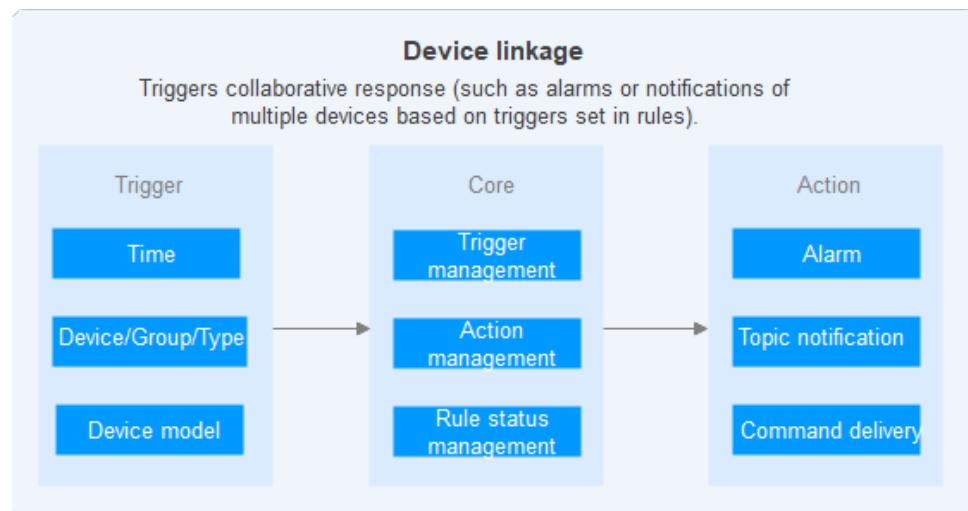 Device linkage
Triggers collaborative response (such as alarms or notifications of
multiple devices based on triggers set in rules).
Trigger
Time
Device/Group/Type
Device model
Core
Trigger
management
Action
management
Rule status
management
Action
Alarm
Topic notification
Command delivery